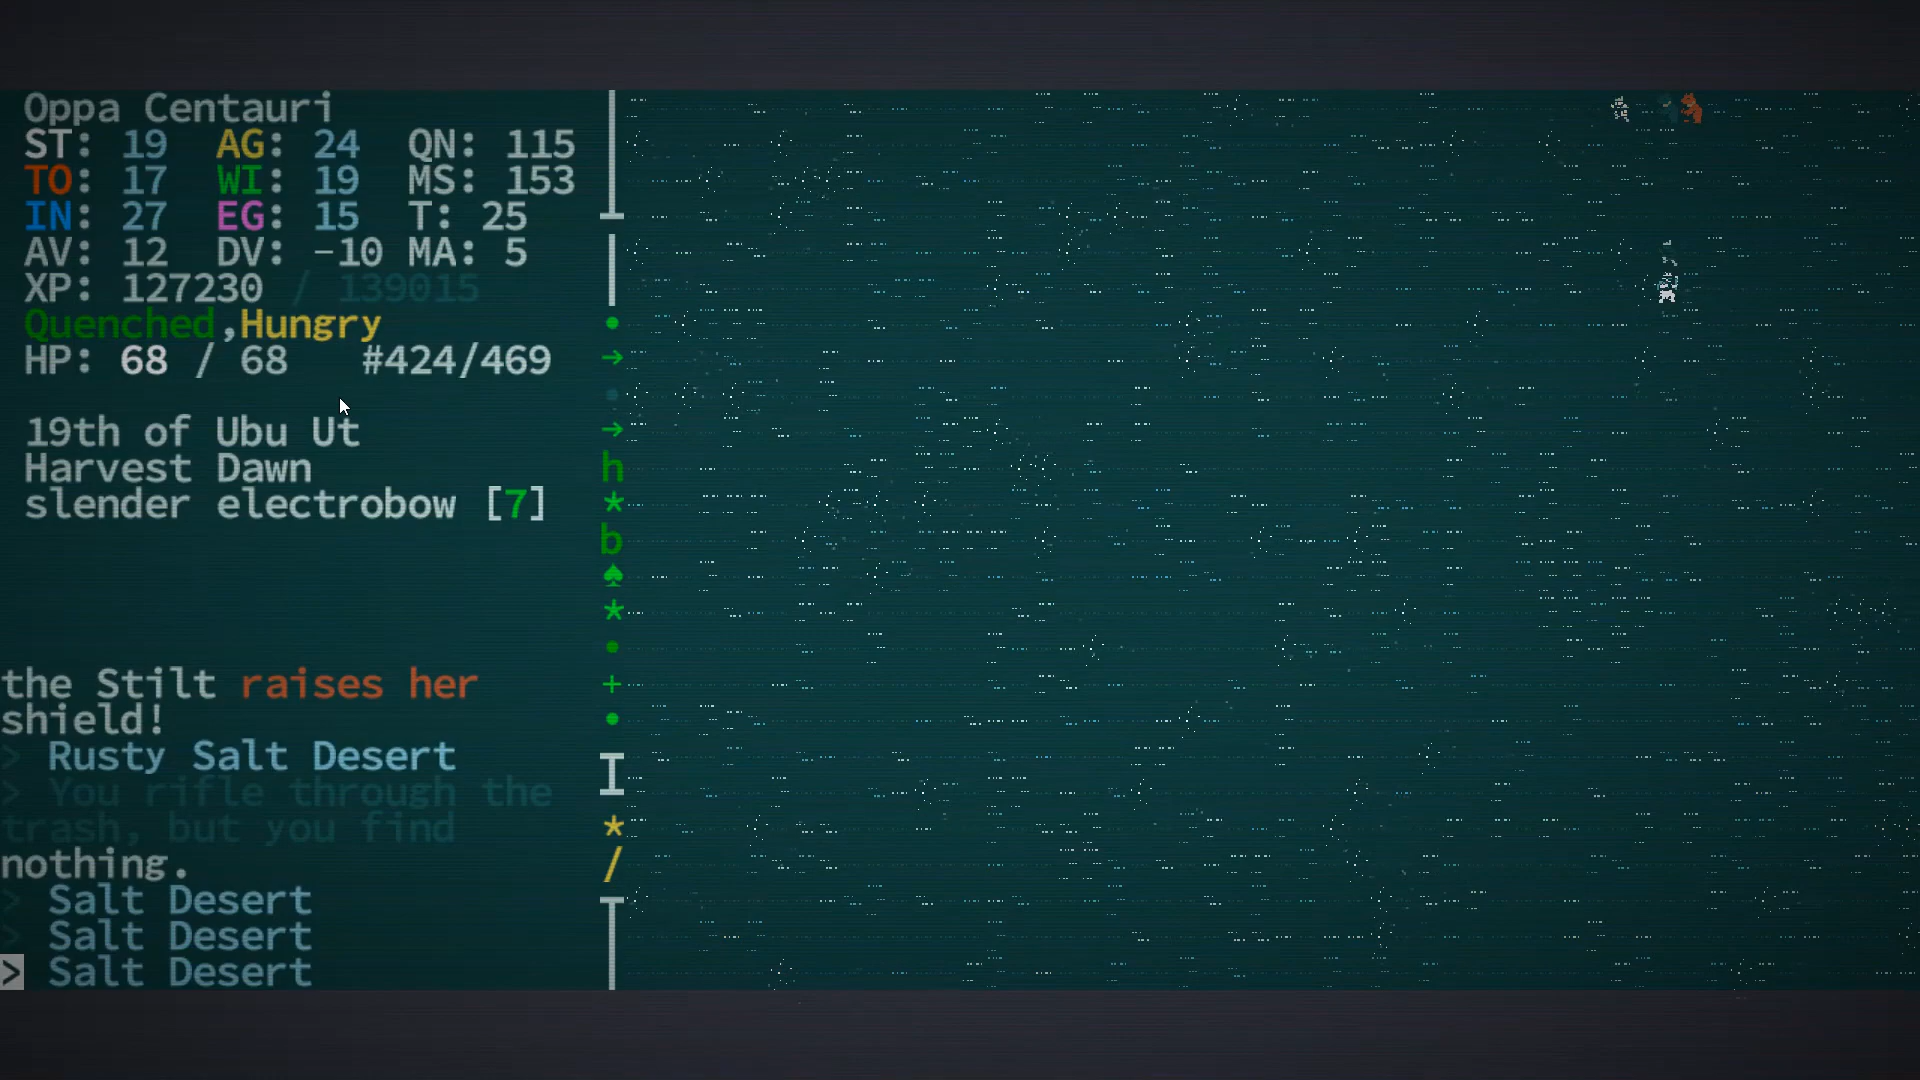 Oppa Centauri
ST: 19 AG: 24 QN: 115
TO: 17 WI: 19 MS: 153
IN: 27 EG: 15 T: 25
AV: 12 DV: -10 MA: 5
XP: 127230 / 139015
Quenched,Hungry
HP: 68 / 68 #424/469
19th of Ubu Ut
Harvest Dawn
slender electrobow [7]
h
b
the Stilt raises her
shield!
> Rusty Salt Desert
> You rifle through the
trash, but you find
nothing.
> Salt Desert
> Salt Desert
> Salt Desert